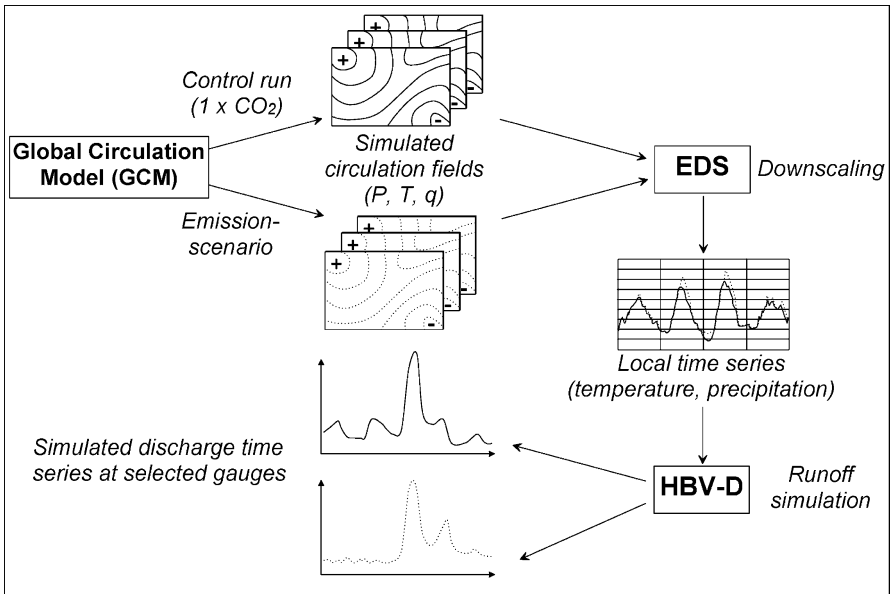 Control run
(1 x CO₂)
+
+
+
-
-
-
Global Circulation
Model (GCM)
Simulated
circulation fields
(P, T, q)
EDS
Downscaling
Emission-
scenario
+
+
+
-
-
-
Local time series
(temperature, precipitation)
Simulated discharge time
series at selected gauges
HBV-D
Runoff
simulation